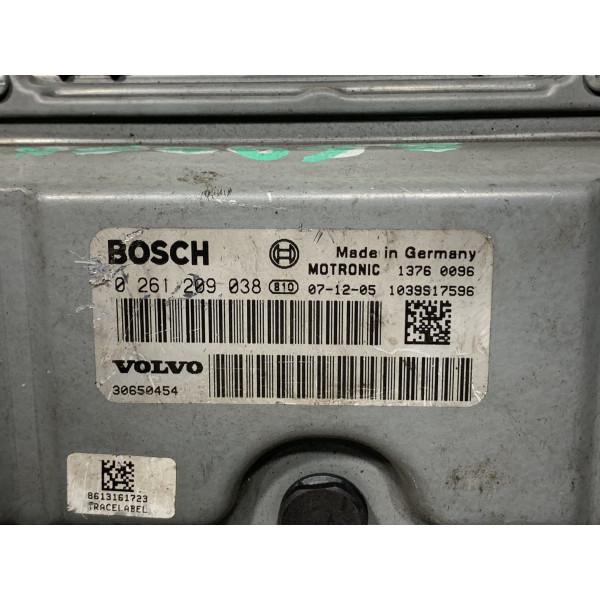 BOSCH
Made in Germany
MOTRONIC 1376 0096
0 261 209 038 B10 07-12-05 1039S17596
VOLVO
30650454
8613161723
TRACELABEL